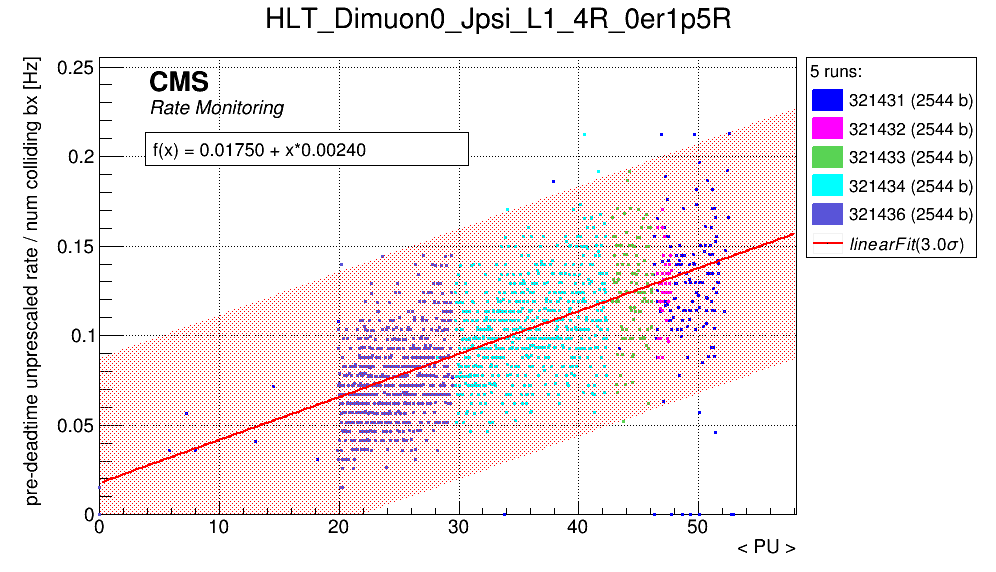 HLT_Dimuon0_Jpsi_L1_4R_0er1p5R
pre-deadtime unprescaled rate / num colliding bx [Hz]
0.25
0.2
0.15
0.1
0.05
0
CMS
Rate Monitoring
f(x) = 0.01750 + x*0.00240
0 10 20 30 40 50
< PU >
5 runs:
321431 (2544 b)
321432 (2544 b)
321433 (2544 b)
321434 (2544 b)
321436 (2544 b)
linearFit(3.0σ)